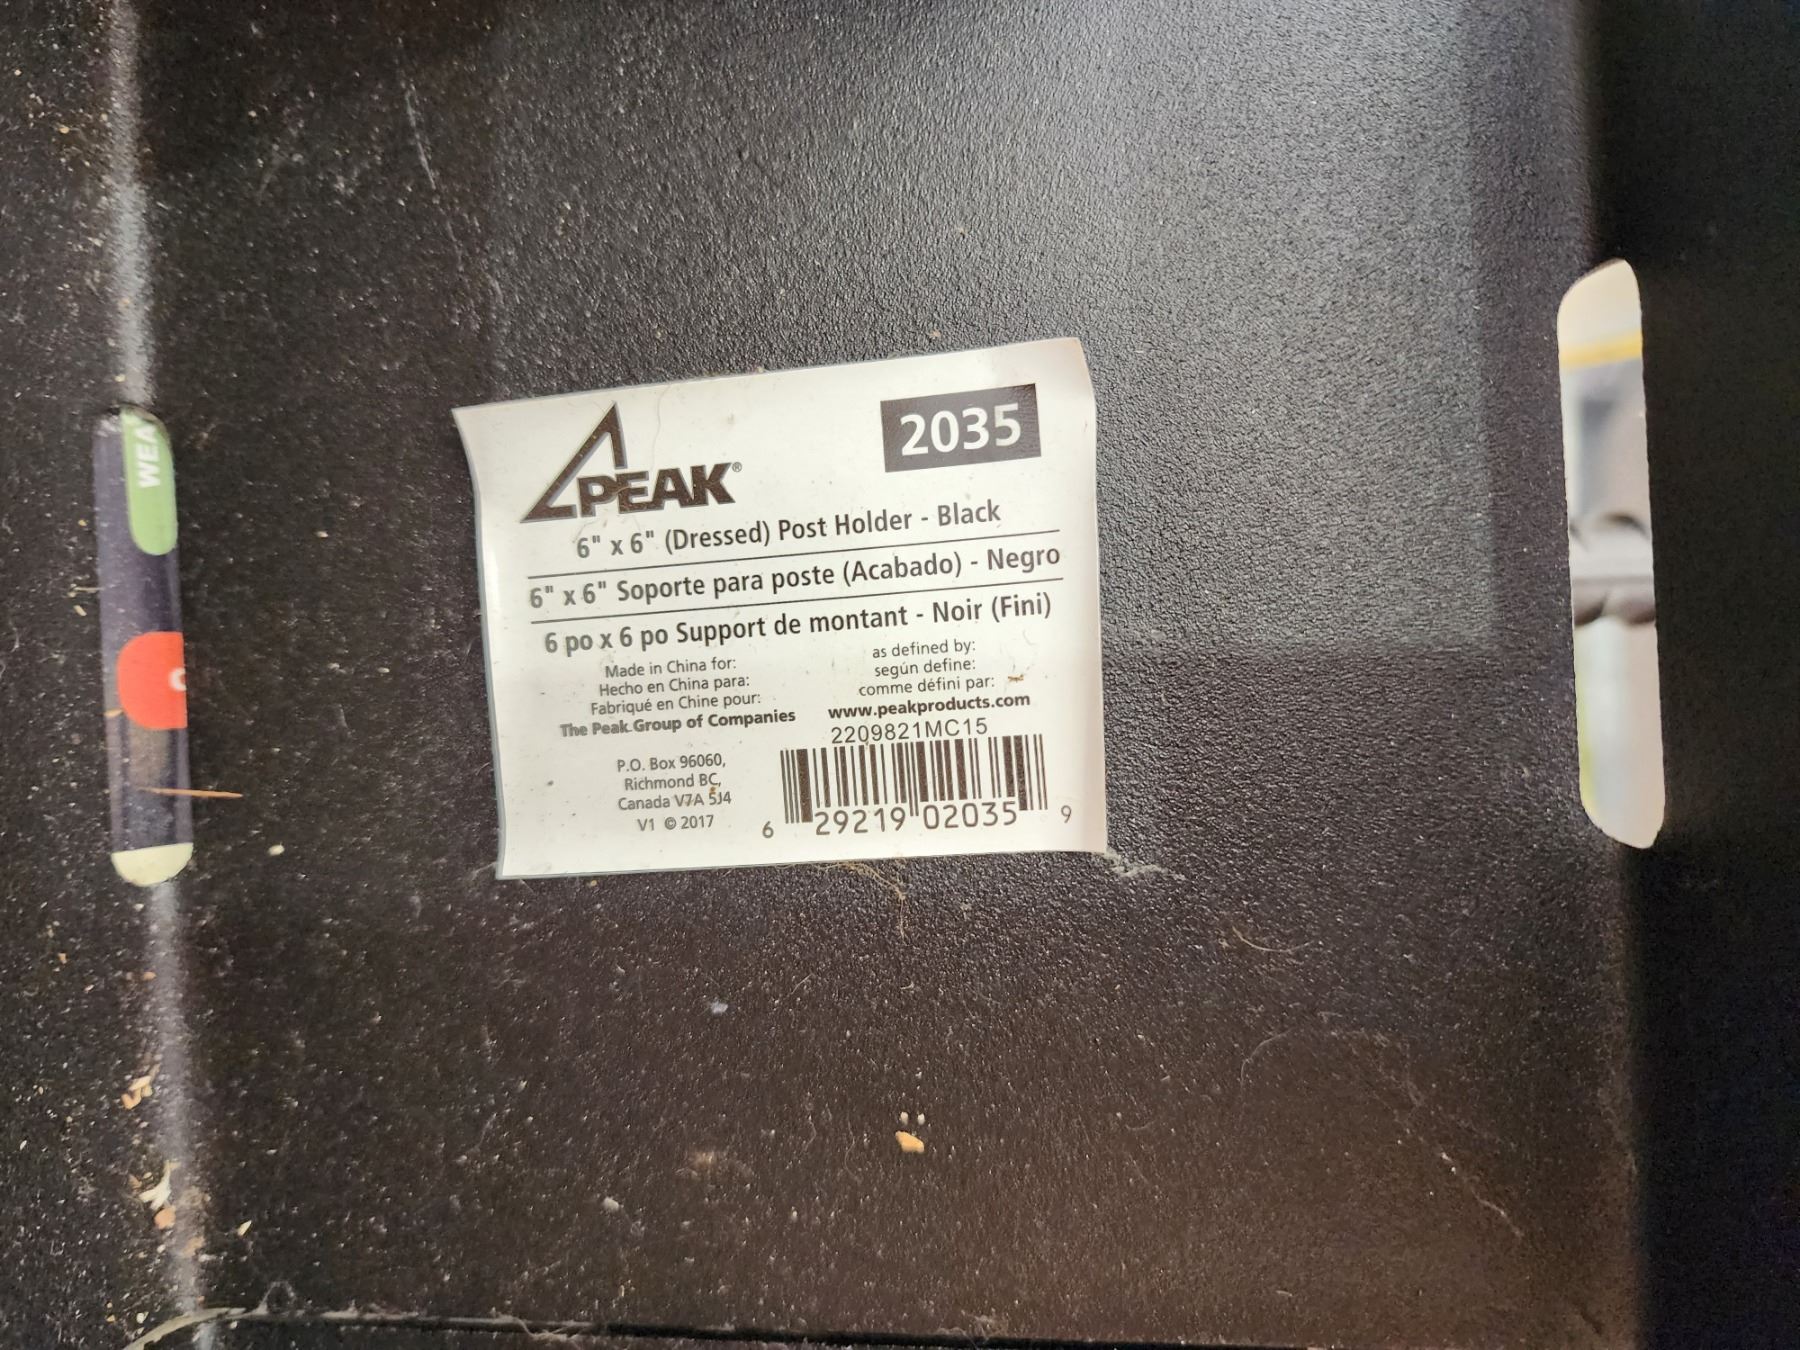 WEA
PEAK®
2035
6" x 6" (Dressed) Post Holder - Black
6" x 6" Soporte para poste (Acabado) - Negro
6 po x 6 po Support de montant - Noir (Fini)
Made in China for:
Hecho en China para:
Fabriqué en Chine pour:
The Peak Group of Companies
P.O. Box 96060,
Richmond BC,
Canada V7A 5J4
V1 © 2017
as defined by:
según define:
comme défini par:
www.peakproducts.com
2209821MC15
6 29219 02035 9